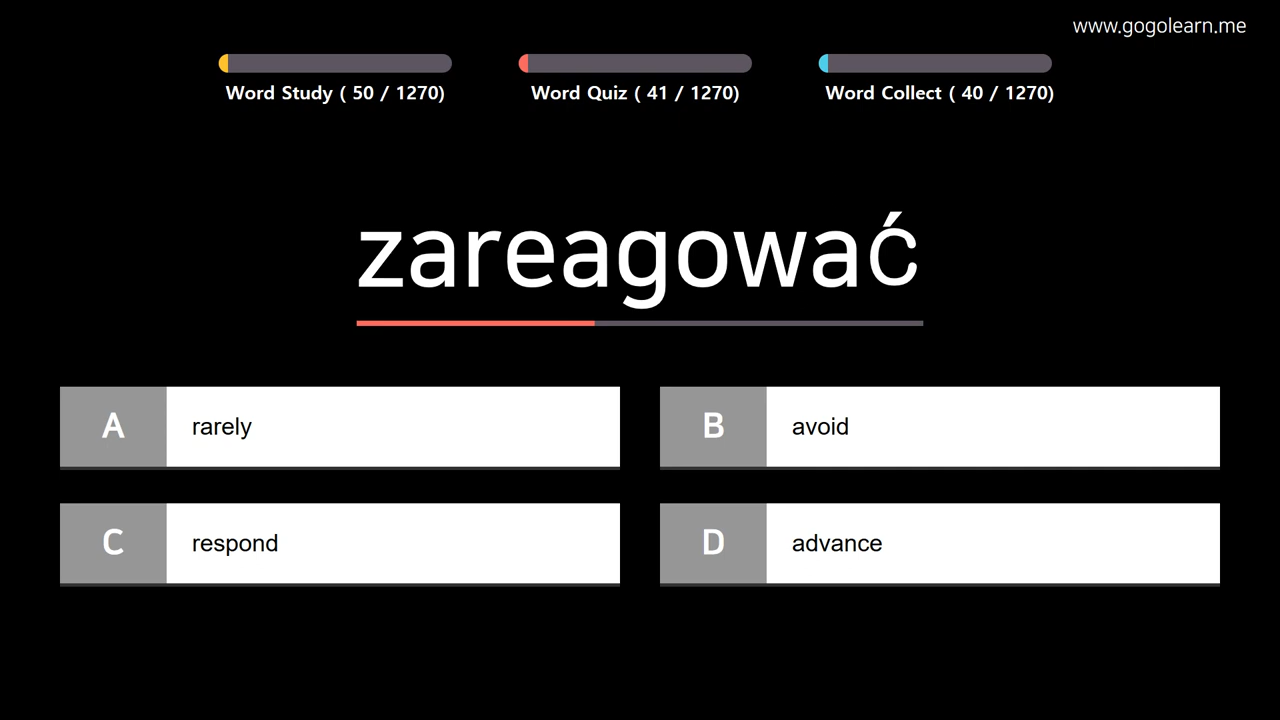 www.gogolearn.me
Word Study ( 50 / 1270)
Word Quiz ( 41 / 1270)
Word Collect ( 40 / 1270)
zareagować
A rarely
B avoid
C respond
D advance